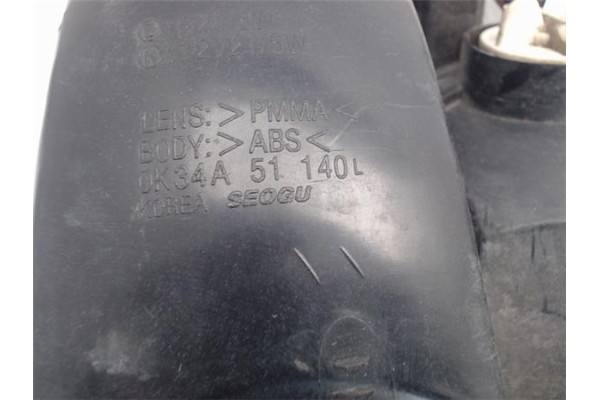 LENS: >PMMA<
BODY: >ABS<
0K34A 51 140L
KOREA SEOGU